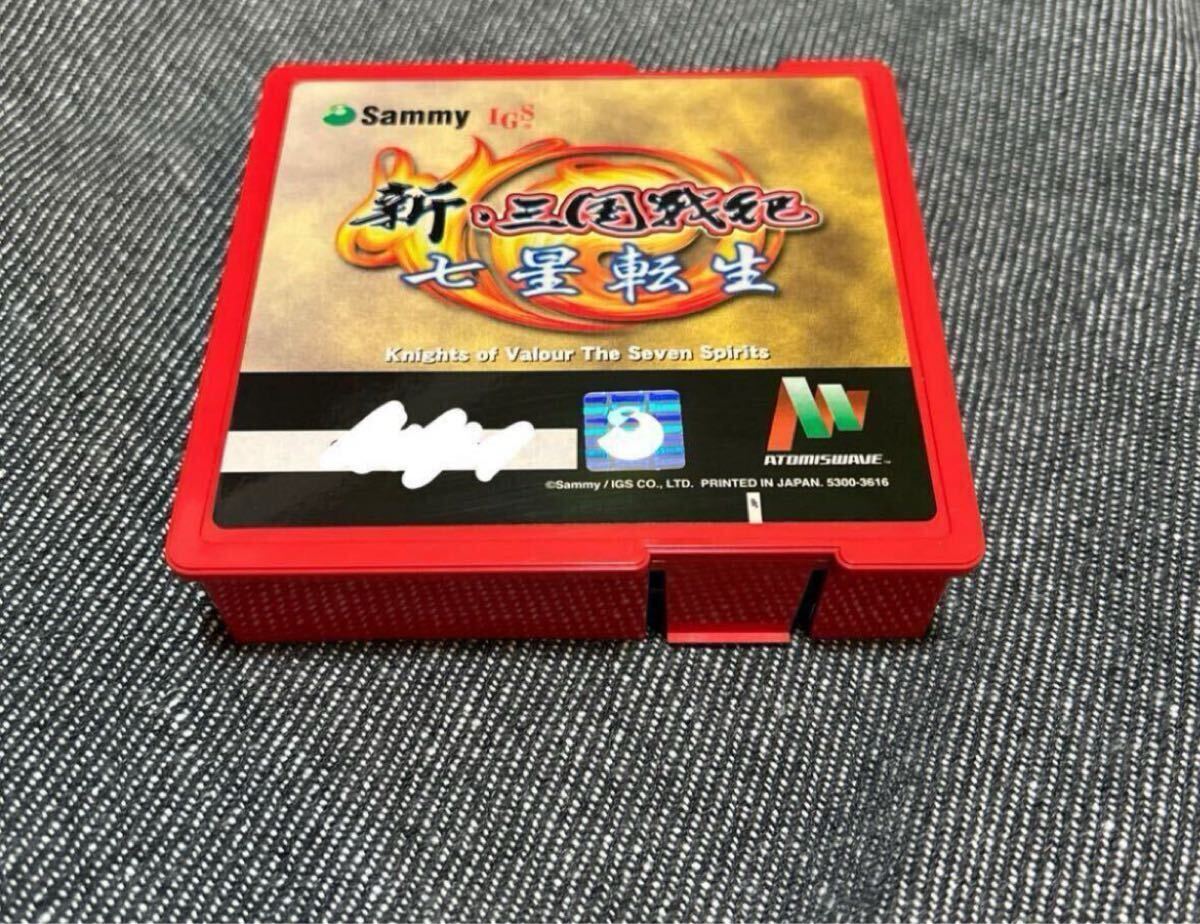 Sammy IGS
新・三国戦紀
七星転生
Knights of Valour The Seven Spirits
ATOMISWAVE™
©Sammy / IGS CO., LTD. PRINTED IN JAPAN. 5300-3616